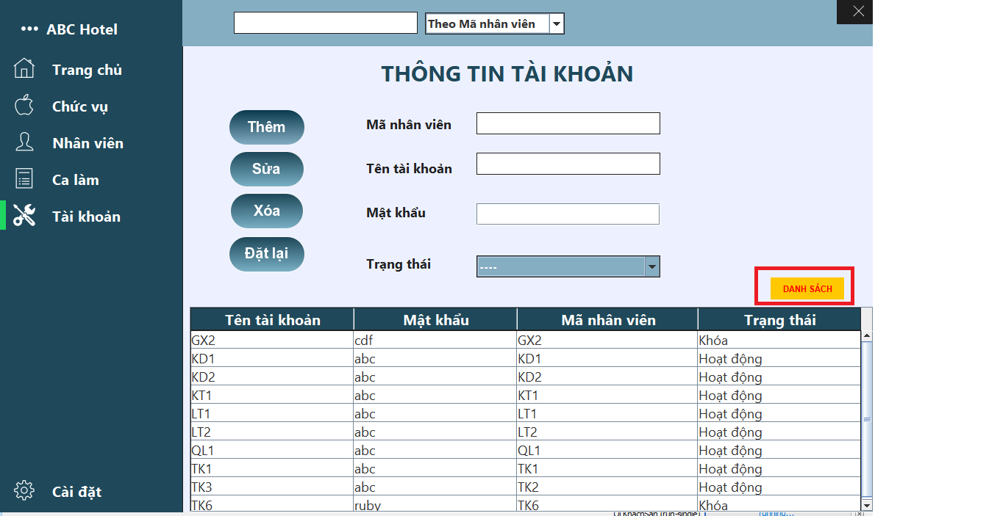 ••• ABC Hotel
Theo Mã nhân viên
Trang chủ
Chức vụ
Nhân viên
Ca làm
Tài khoản
Cài đặt
THÔNG TIN TÀI KHOẢN
Thêm
Sửa
Xóa
Đặt lại
Mã nhân viên
Tên tài khoản
Mật khẩu
Trạng thái
----
DANH SÁCH
Tên tài khoản Mật khẩu Mã nhân viên Trạng thái
GX2 cdf GX2 Khóa
KD1 abc KD1 Hoạt động
KD2 abc KD2 Hoạt động
KT1 abc KT1 Hoạt động
LT1 abc LT1 Hoạt động
LT2 abc LT2 Hoạt động
QL1 abc QL1 Hoạt động
TK1 abc TK1 Hoạt động
TK3 abc TK2 Hoạt động
TK6 ruby TK6 Khóa
(run-single) running...